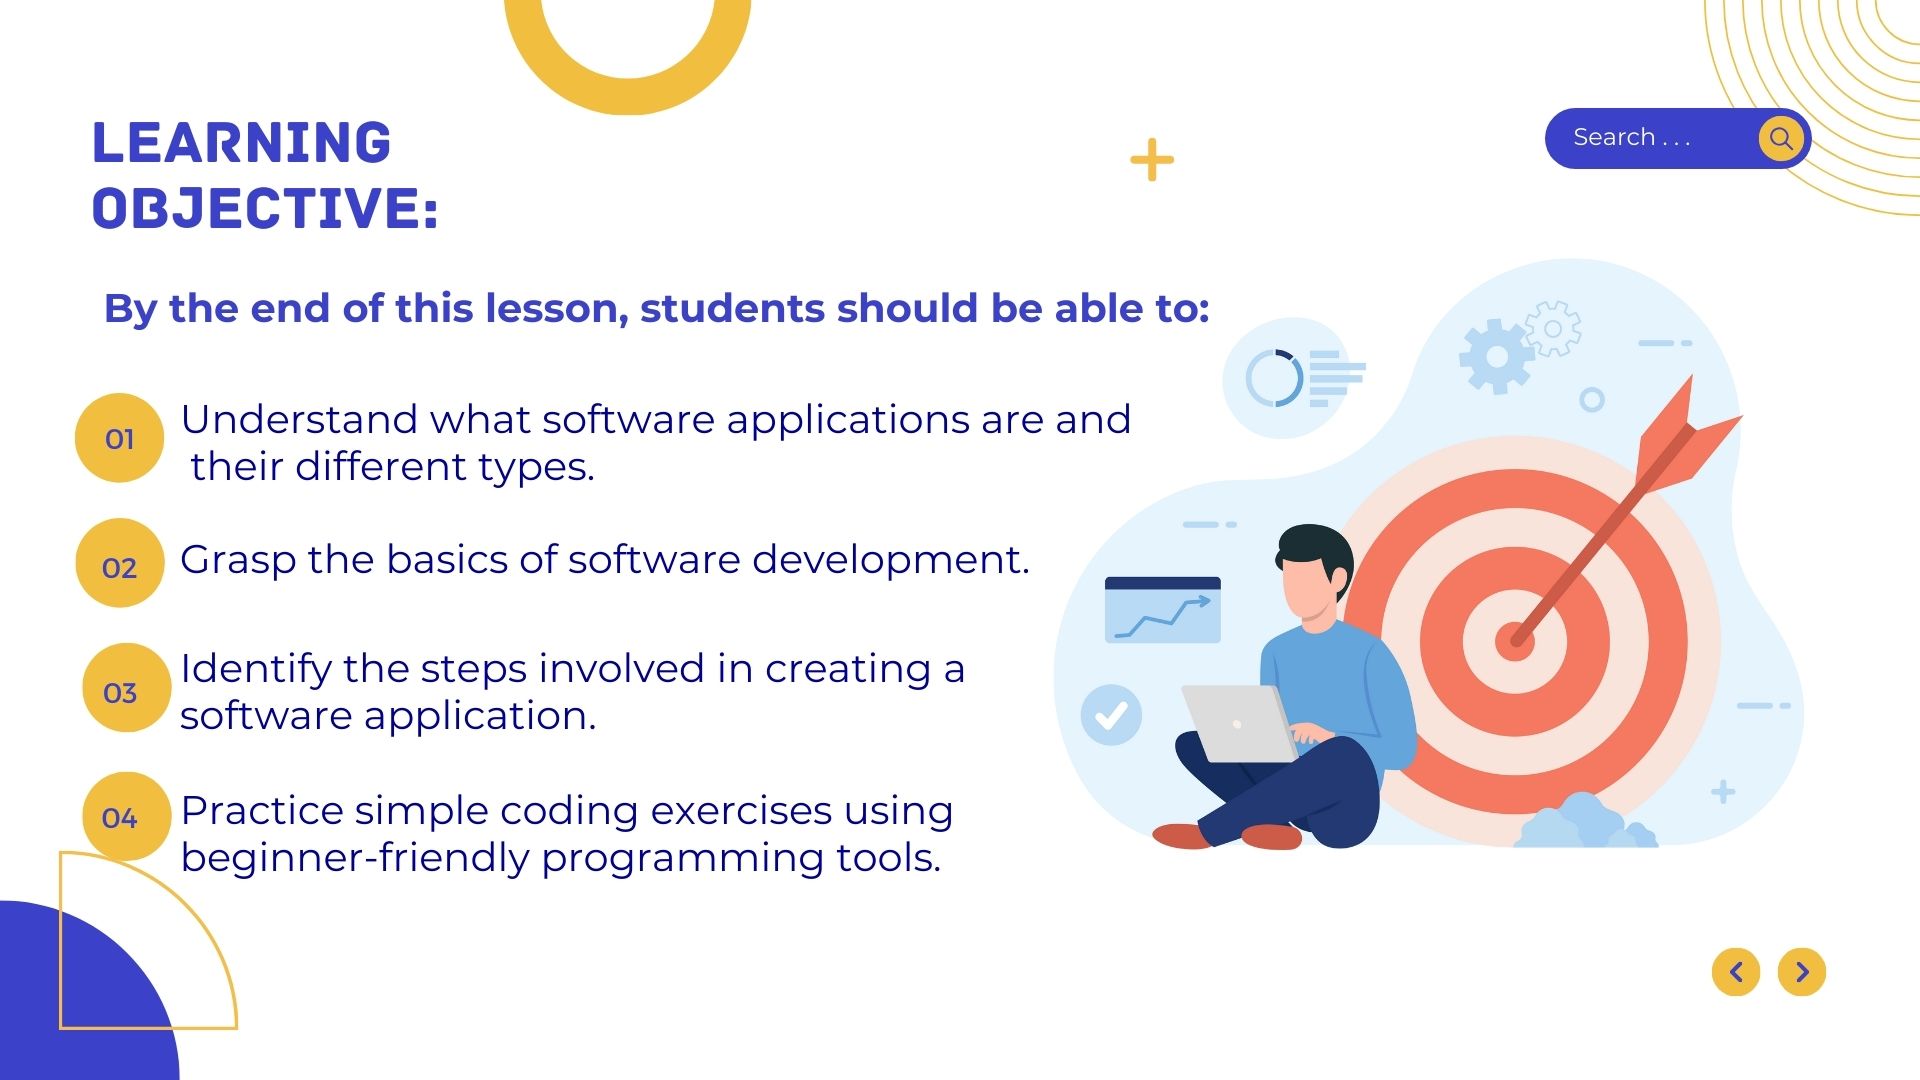 LEARNING
OBJECTIVE:
Search . . .
By the end of this lesson, students should be able to:
01
Understand what software applications are and
their different types.
02
Grasp the basics of software development.
03
Identify the steps involved in creating a
software application.
04
Practice simple coding exercises using
beginner-friendly programming tools.